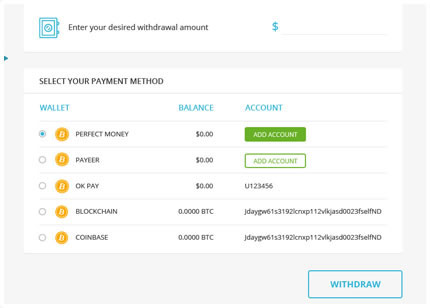 Enter your desired withdrawal amount $
SELECT YOUR PAYMENT METHOD
WALLET BALANCE ACCOUNT
PERFECT MONEY $0.00 ADD ACCOUNT
PAYEER $0.00 ADD ACCOUNT
OK PAY $0.00 U123456
BLOCKCHAIN 0.0000 BTC Jdaygw61s3192lcnxp112vlkjasd0023fselfND
COINBASE 0.0000 BTC Jdaygw61s3192lcnxp112vlkjasd0023fselfND
WITHDRAW